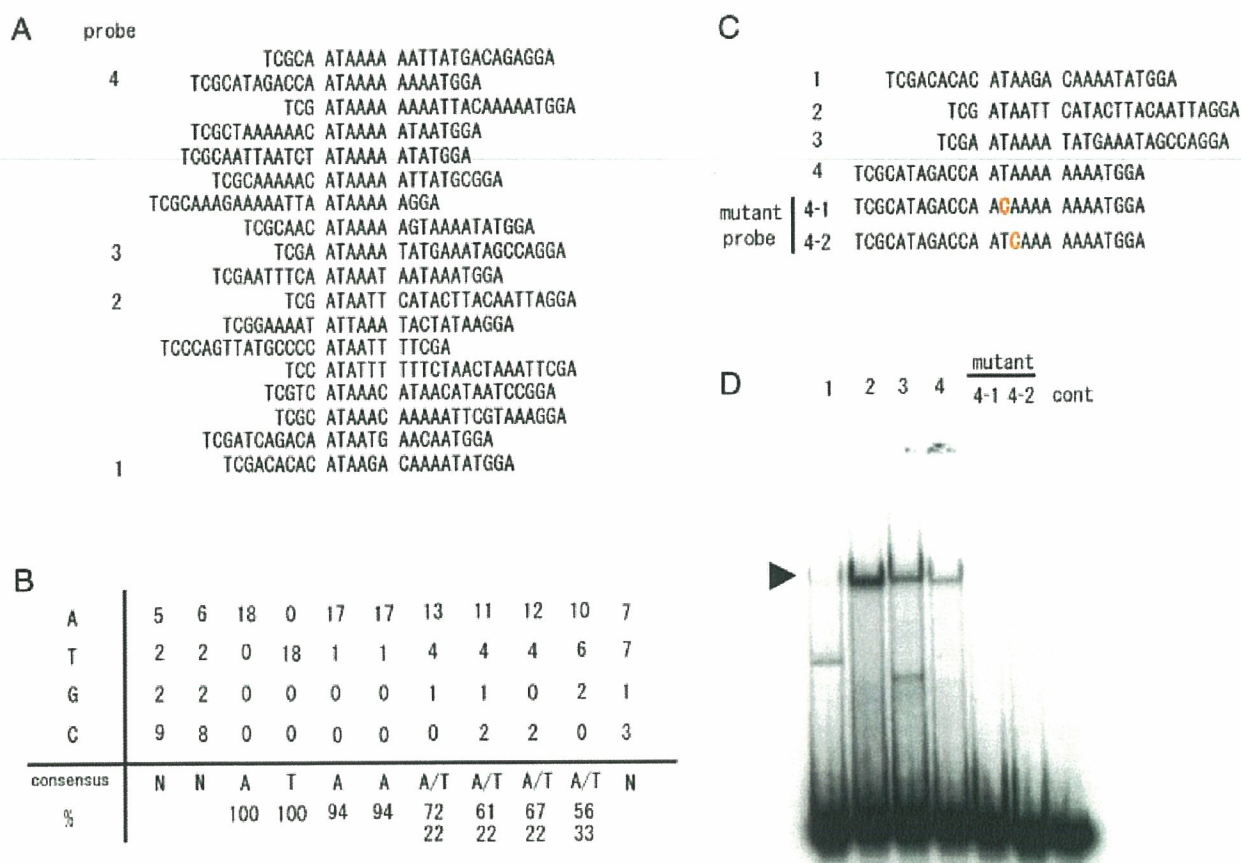 A probe
TCGCA ATAAAA AATTATGACAGAGGA
4 TCGCATAGACCA ATAAAA AAAATGGA
TCG ATAAAA AAAATTACAAAAATGGA
TCGCTAAAAAAC ATAAAA ATAATGGA
TCGCAATTAATCT ATAAAA ATATGGA
TCGCAAAAAC ATAAAA ATTATGCGGA
TCGCAAAGAAAAATTA ATAAAA AGGA
TCGCAAC ATAAAA AGTAAAATATGGA
3 TCGA ATAAAA TATGAAATAGCCAGGA
TCGAATTTCA ATAAAT AATAAATGGA
2 TCG ATAATT CATACTTACAATTAGGA
TCGGAAAAT ATTAAA TACTATAAGGA
TCCCAGTTATGCCCC ATAATT TTCGA
TCC ATATTT TTTCTAACTAAATTCGA
TCGTC ATAAAC ATAACATAATCCGGA
TCGC ATAAAC AAAAATTCGTAAAGGA
TCGATCAGACA ATAATG AACAATGGA
1 TCGACACAC ATAAGA CAAAATATGGA
B
A 5 6 18 0 17 17 13 11 12 10 7
T 2 2 0 18 1 1 4 4 4 6 7
G 2 2 0 0 0 0 1 1 0 2 1
C 9 8 0 0 0 0 0 2 2 0 3
consensus N N A T A A A/T A/T A/T A/T N
% 100 100 94 94 72 61 67 56
22 22 22 33
C
1 TCGACACAC ATAAGA CAAAATATGGA
2 TCG ATAATT CATACTTACAATTAGGA
3 TCGA ATAAAA TATGAAATAGCCAGGA
4 TCGCATAGACCA ATAAAA AAAATGGA
mutant probe 4-1 TCGCATAGACCA ACAAAA AAAATGGA
4-2 TCGCATAGACCA ATCAAA AAAATGGA
D
mutant
1 2 3 4 4-1 4-2 cont